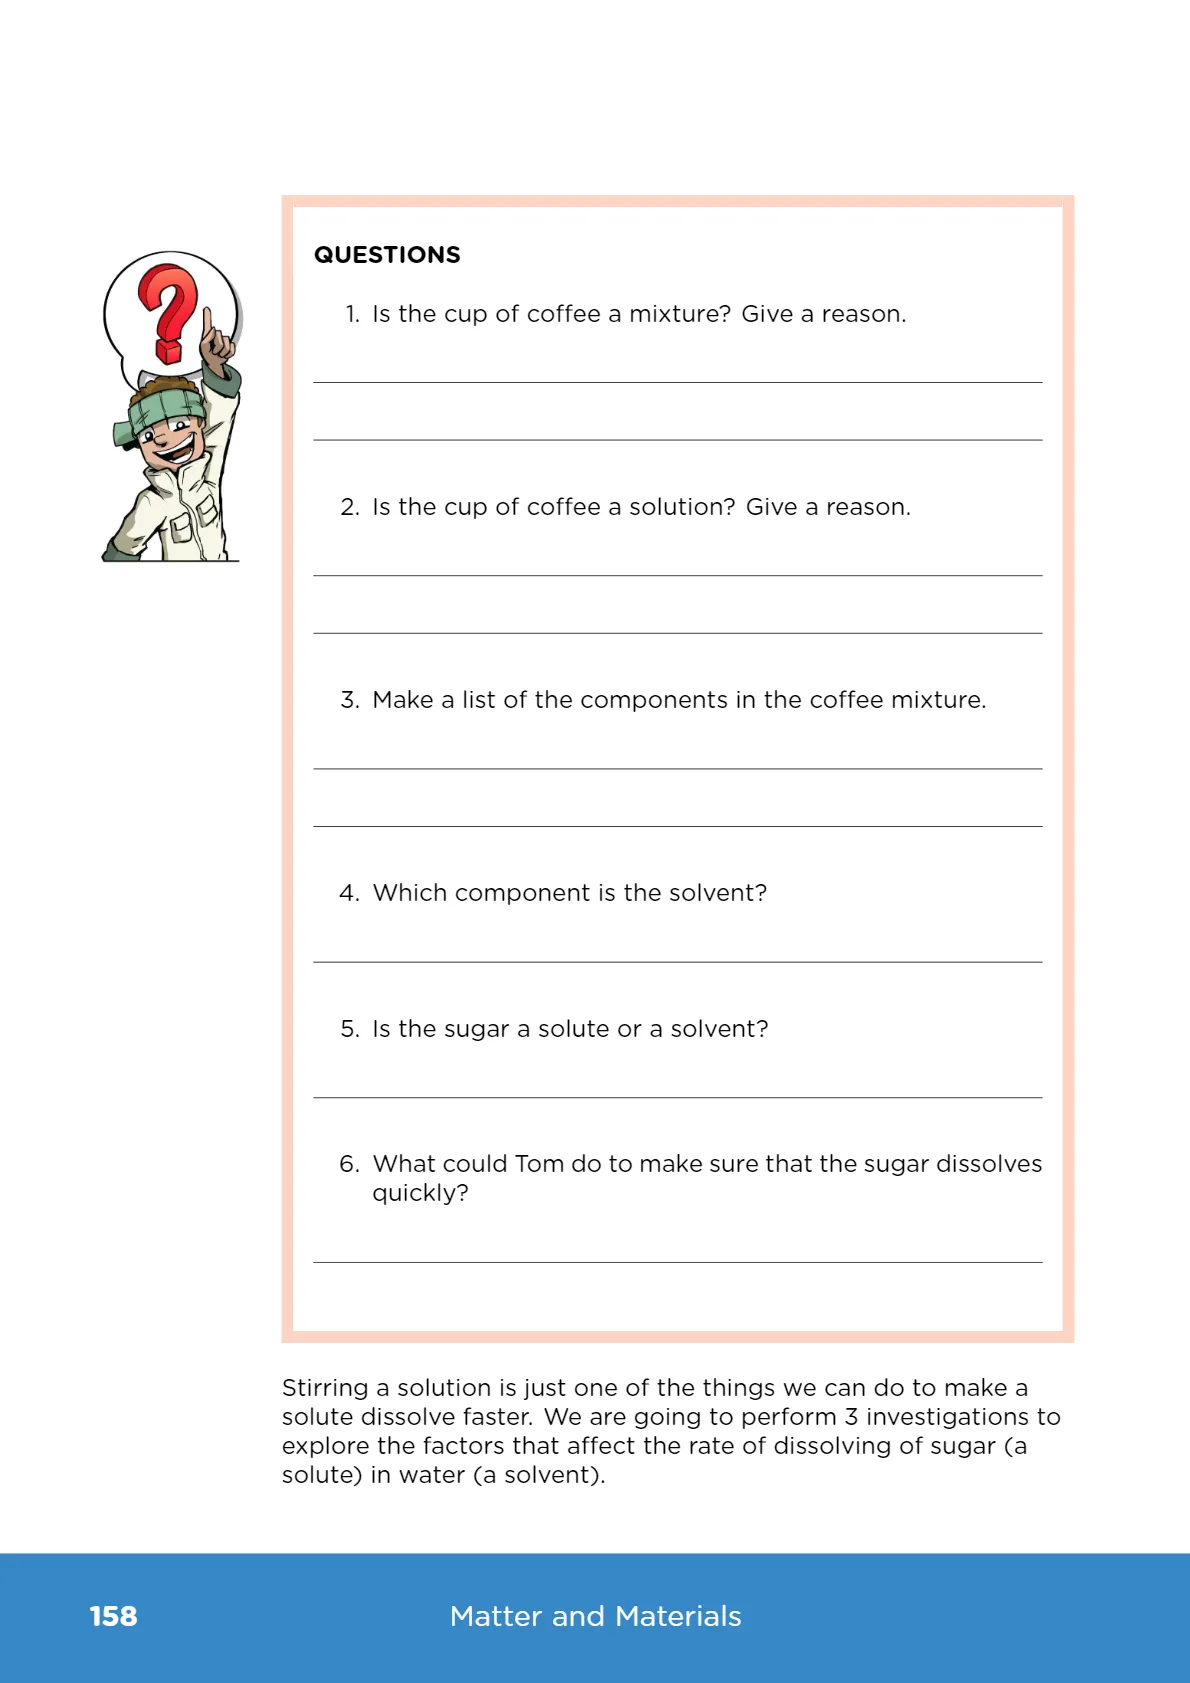 QUESTIONS
1. Is the cup of coffee a mixture? Give a reason.
2. Is the cup of coffee a solution? Give a reason.
3. Make a list of the components in the coffee mixture.
4. Which component is the solvent?
5. Is the sugar a solute or a solvent?
6. What could Tom do to make sure that the sugar dissolves
quickly?
Stirring a solution is just one of the things we can do to make a
solute dissolve faster. We are going to perform 3 investigations to
explore the factors that affect the rate of dissolving of sugar (a
solute) in water (a solvent).
158 Matter and Materials